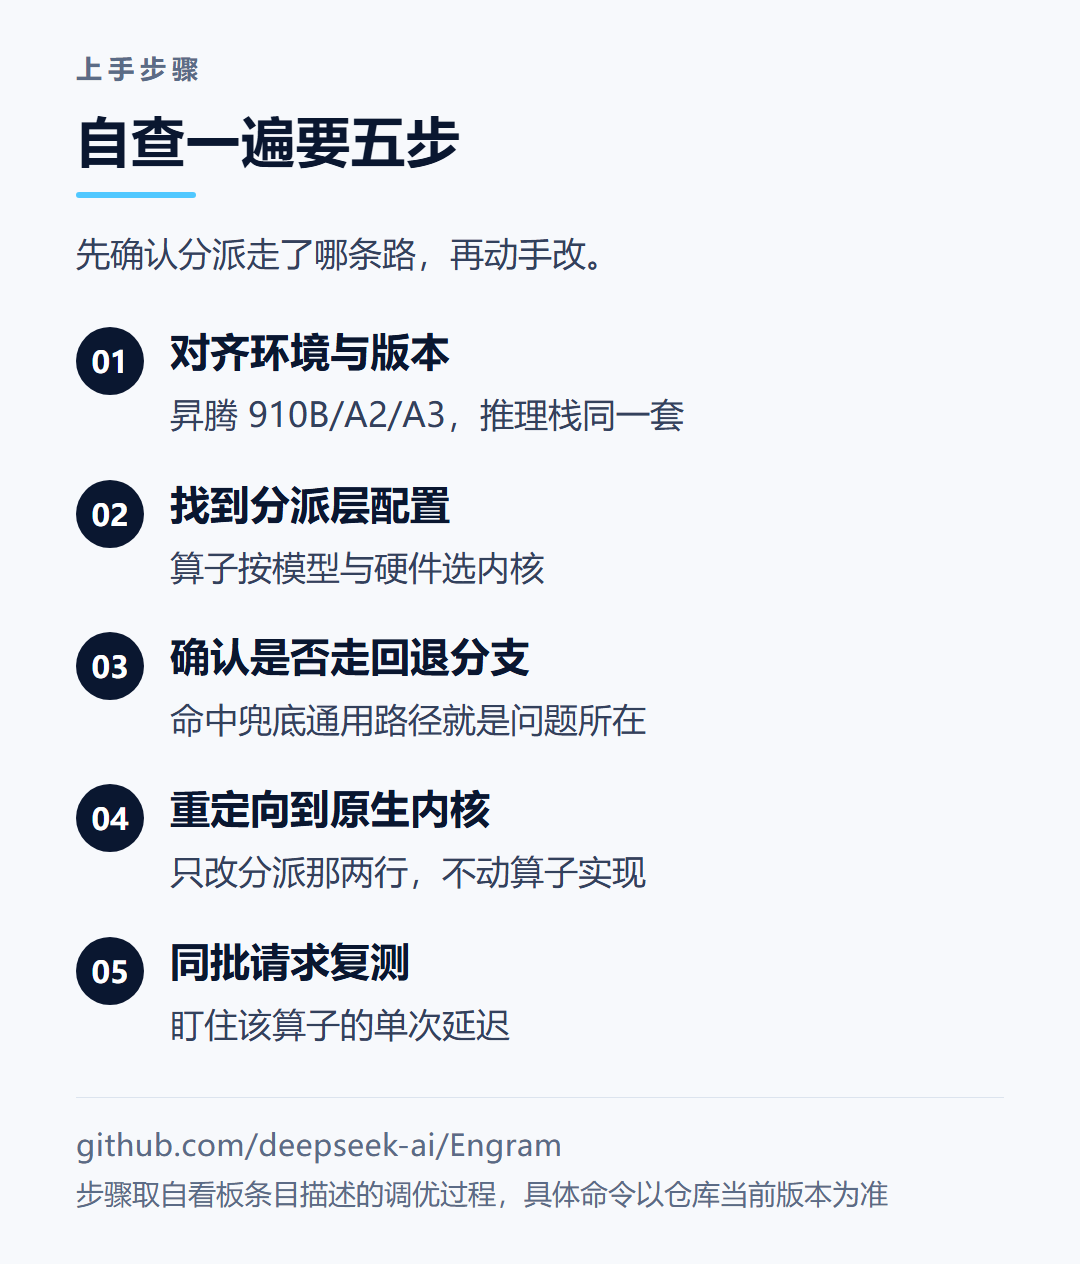 上手步骤
自查一遍要五步
先确认分派走了哪条路，再动手改。
01
对齐环境与版本
昇腾 910B/A2/A3，推理栈同一套
02
找到分派层配置
算子按模型与硬件选内核
03
确认是否走回退分支
命中兜底通用路径就是问题所在
04
重定向到原生内核
只改分派那两行，不动算子实现
05
同批请求复测
盯住该算子的单次延迟
github.com/deepseek-ai/Engram
步骤取自看板条目描述的调优过程，具体命令以仓库当前版本为准